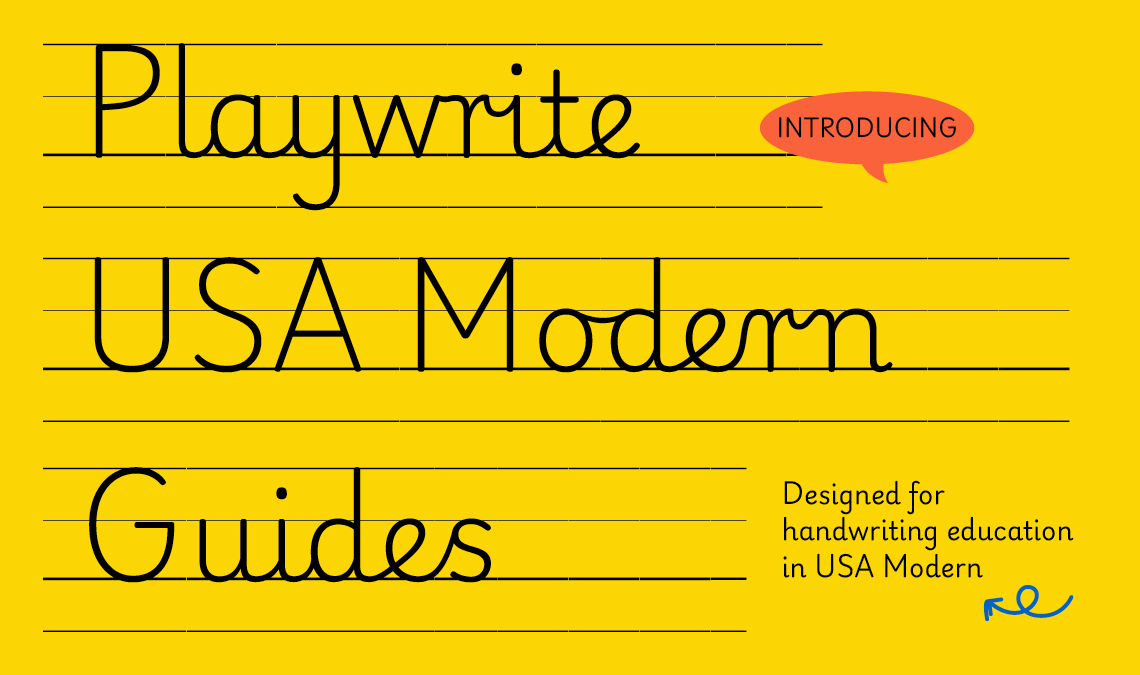 Playwrite
INTRODUCING
USA Modern
Guides
Designed for
handwriting education
in USA Modern